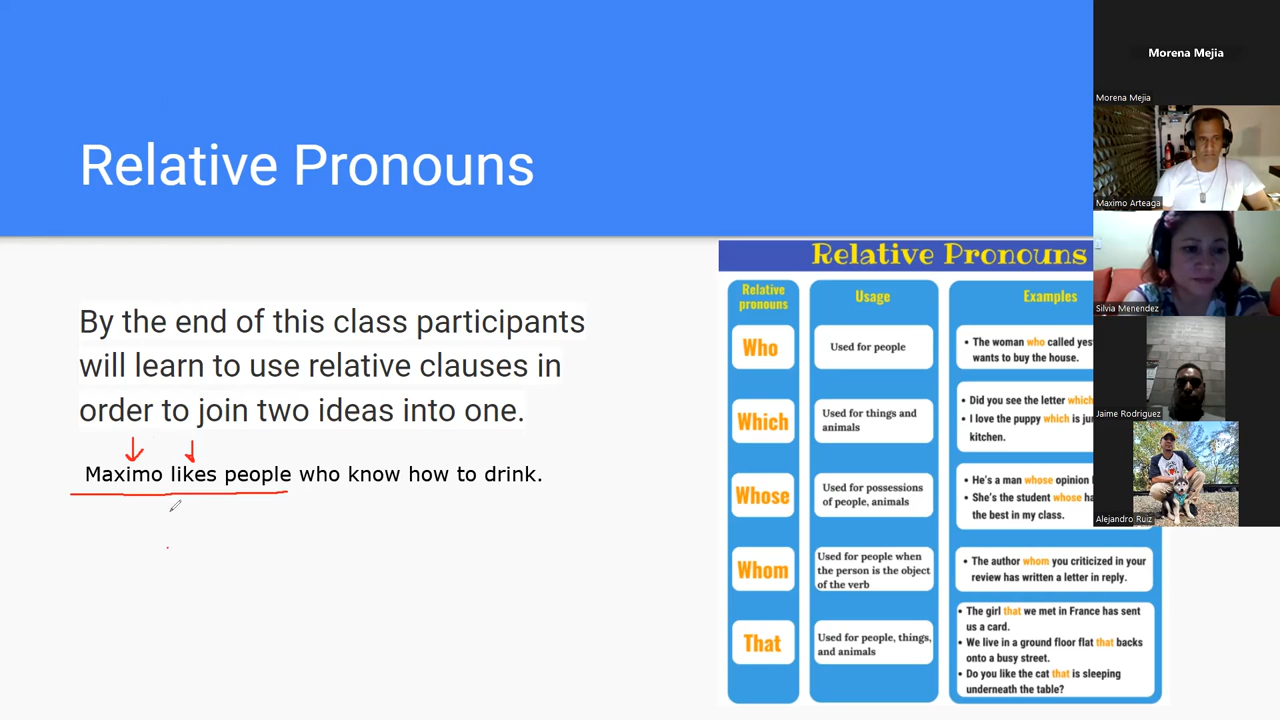 Relative Pronouns
By the end of this class participants
will learn to use relative clauses in
order to join two ideas into one.
Maximo likes people who know how to drink.
Relative Pronouns
Relative
pronouns
Usage
Examples
Who
Used for people
• The woman who called yes
wants to buy the house.
Which
Used for things and
animals
• Did you see the letter which
• I love the puppy which is ju
kitchen.
Whose
Used for possessions
of people, animals
• He's a man whose opinion
• She's the student whose ha
the best in my class.
Whom
Used for people when
the person is the object
of the verb
• The author whom you criticized in your
review has written a letter in reply.
That
Used for people, things,
and animals
• The girl that we met in France has sent
us a card.
• We live in a ground floor flat that backs
onto a busy street.
• Do you like the cat that is sleeping
underneath the table?
Morena Mejia
Morena Mejia
Maximo Arteaga
Silvia Menendez
Jaime Rodriguez
Alejandro Ruiz